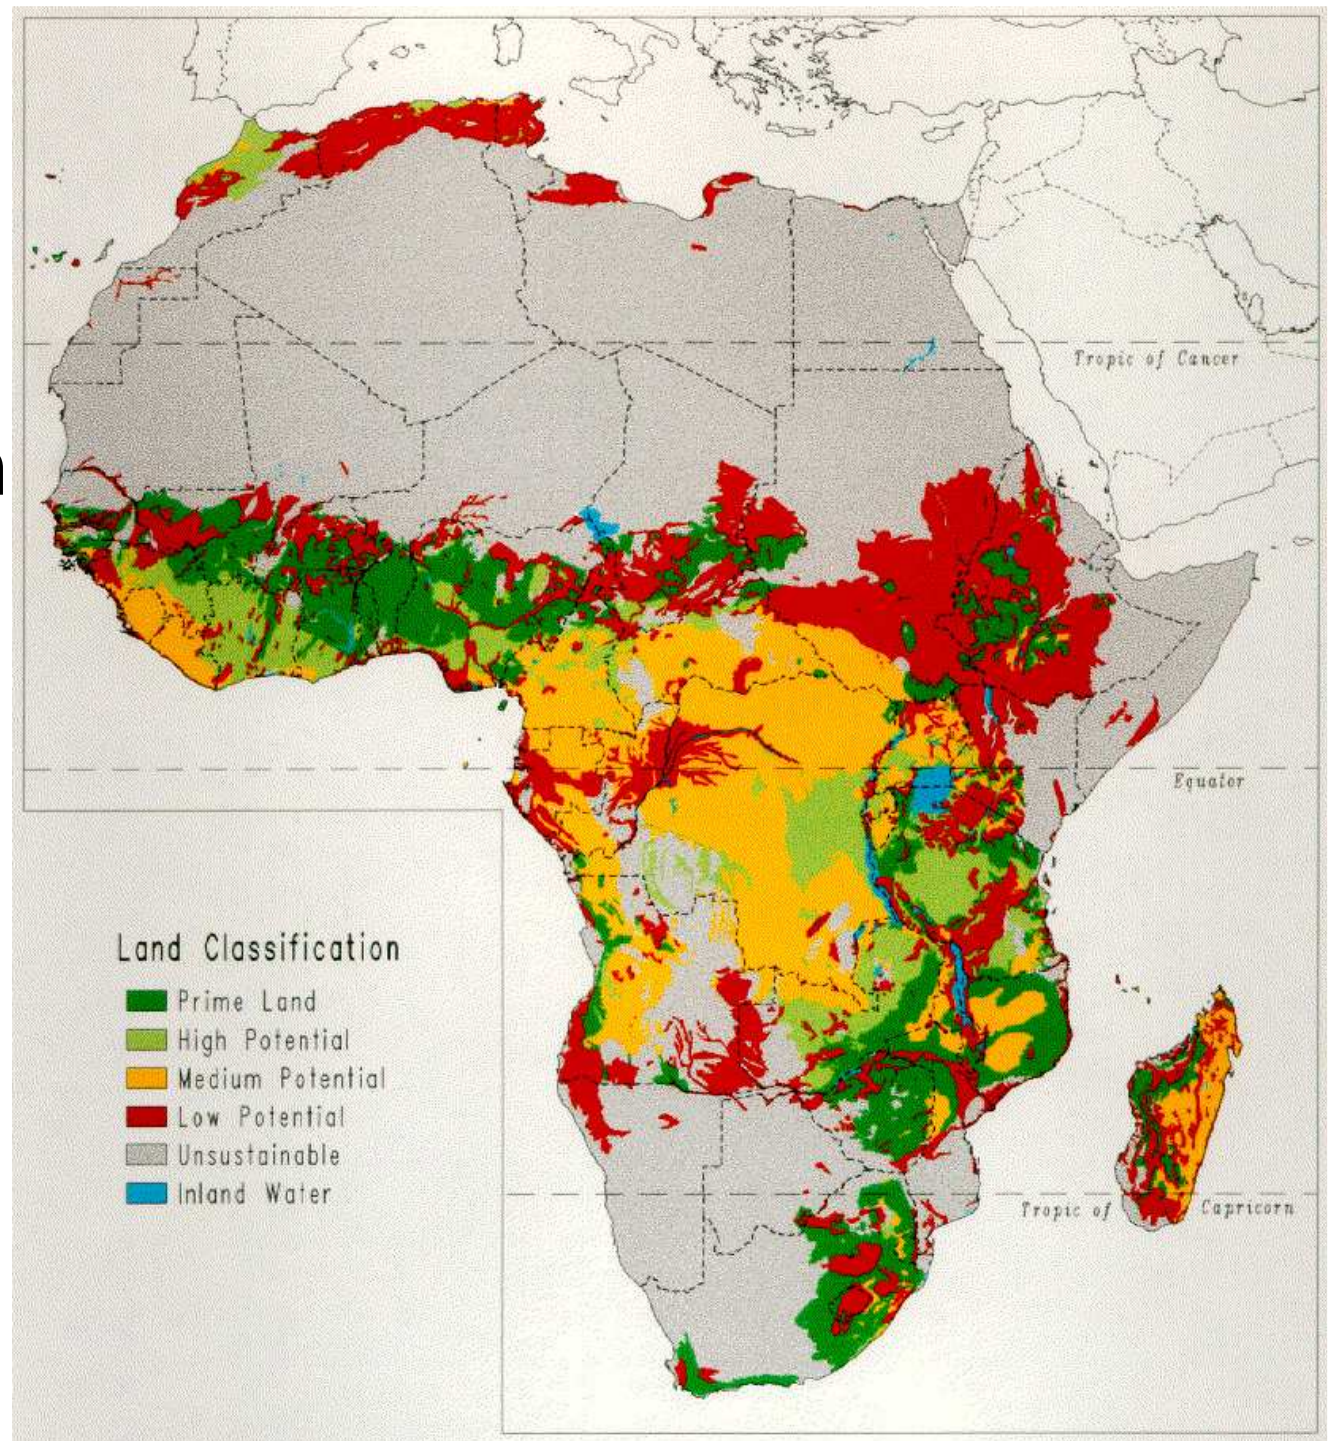 n
Tropic of Cancer
Equator
Land Classification
Prime Land
High Potential
Medium Potential
Low Potential
Unsustainable
Inland Water
Tropic of Capricorn